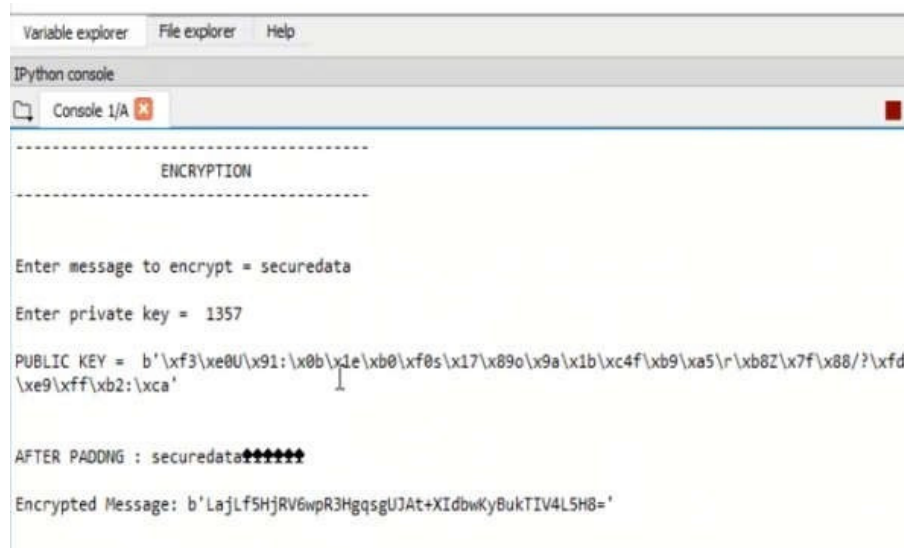 Variable explorer File explorer Help
IPython console
Console 1/A
----------------------------------------
ENCRYPTION
----------------------------------------
Enter message to encrypt = securedata
Enter private key = 1357
PUBLIC KEY = b'\xf3\xe0U\x91:\x0b\x1e\xb0\xf0s\x17\x89o\x9a\x1b\xc4f\xb9\xa5\r\xb8Z\x7f\x88/?\xfd
\xe9\xff\xb2:\xca'
AFTER PADDNG : securedata♠♠♠♠♠♠
Encrypted Message: b'LajLf5HjRV6wpR3HgqsgUJAt+XIdbwKyBukTIV4L5H8='